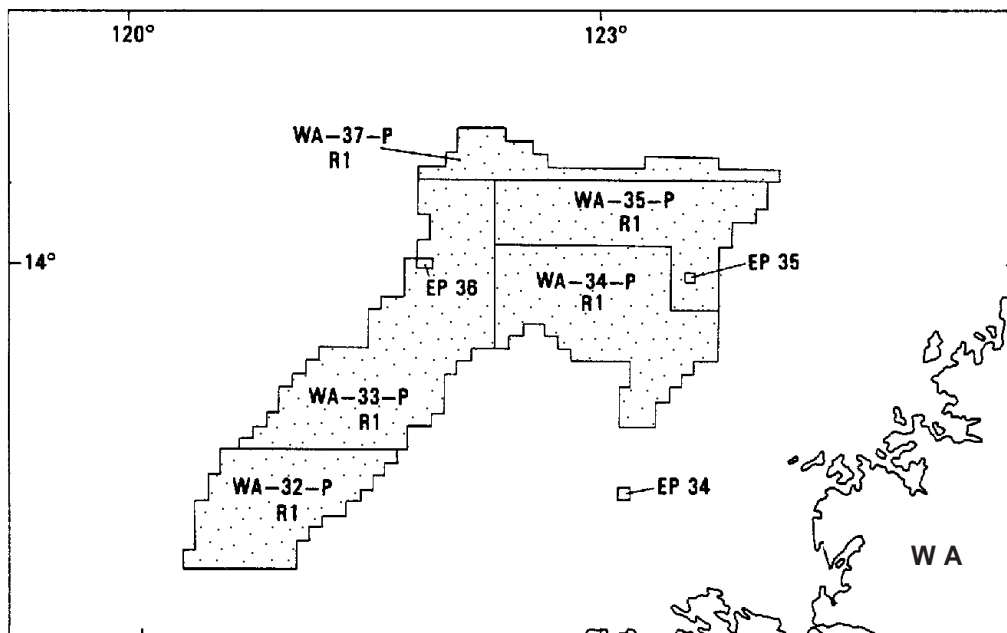 120°
123°
WA-37-P
R1
WA-35-P
R1
14°
EP 36
WA-34-P
R1
EP 35
WA-33-P
R1
WA-32-P
R1
EP 34
W A